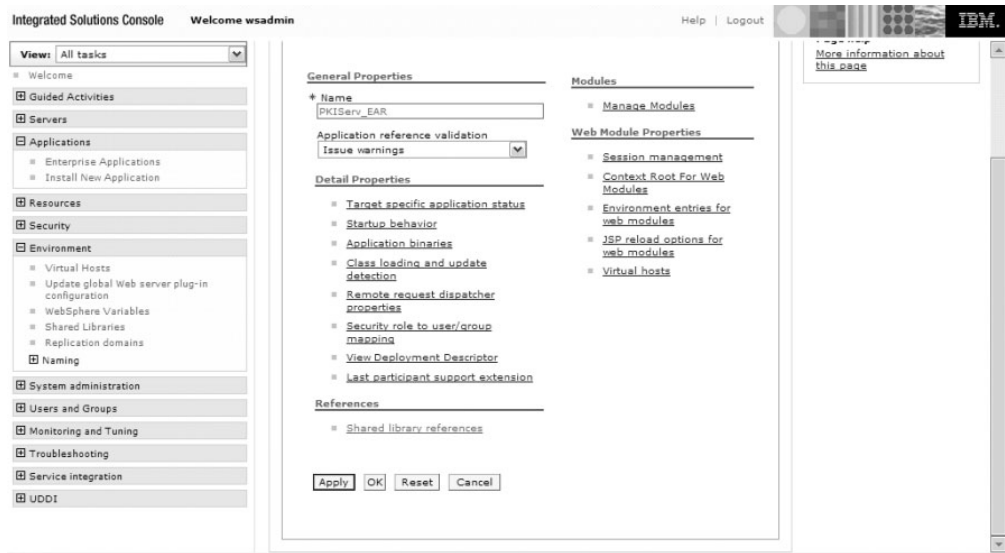 Integrated Solutions Console Welcome wsadmin Help | Logout IBM.
View: All tasks
Welcome
Guided Activities
Servers
Applications
Enterprise Applications
Install New Application
Resources
Security
Environment
Virtual Hosts
Update global Web server plug-in
configuration
WebSphere Variables
Shared Libraries
Replication domains
Naming
System administration
Users and Groups
Monitoring and Tuning
Troubleshooting
Service integration
UDDI
General Properties
* Name
PKIServ_EAR
Application reference validation
Issue warnings
Detail Properties
Target specific application status
Startup behavior
Application binaries
Class loading and update
detection
Remote request dispatcher
properties
Security role to user/group
mapping
View Deployment Descriptor
Last participant support extension
References
Shared library references
Apply OK Reset Cancel
Modules
Manage Modules
Web Module Properties
Session management
Context Root For Web
Modules
Environment entries for
web modules
JSP reload options for
web modules
Virtual hosts
Page help
More information about
this page